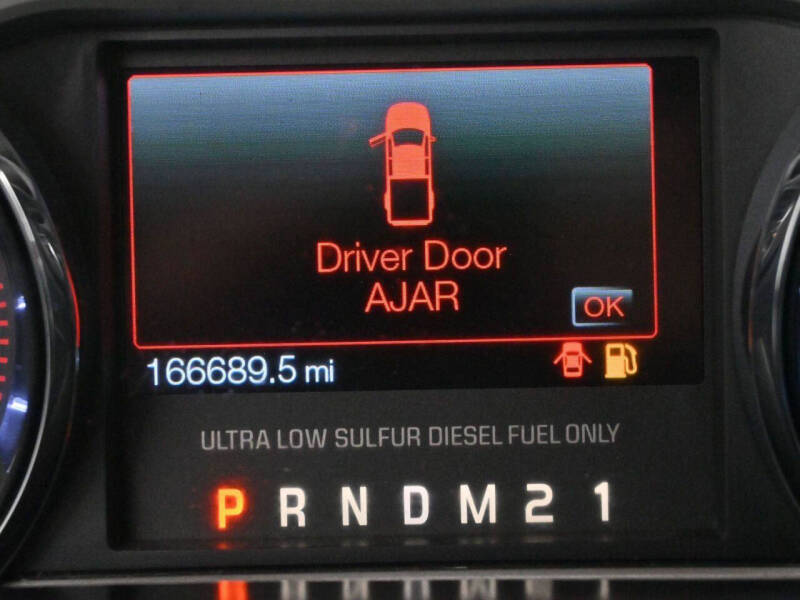 Driver Door
AJAR
OK
166689.5 mi
ULTRA LOW SULFUR DIESEL FUEL ONLY
P R N D M 2 1